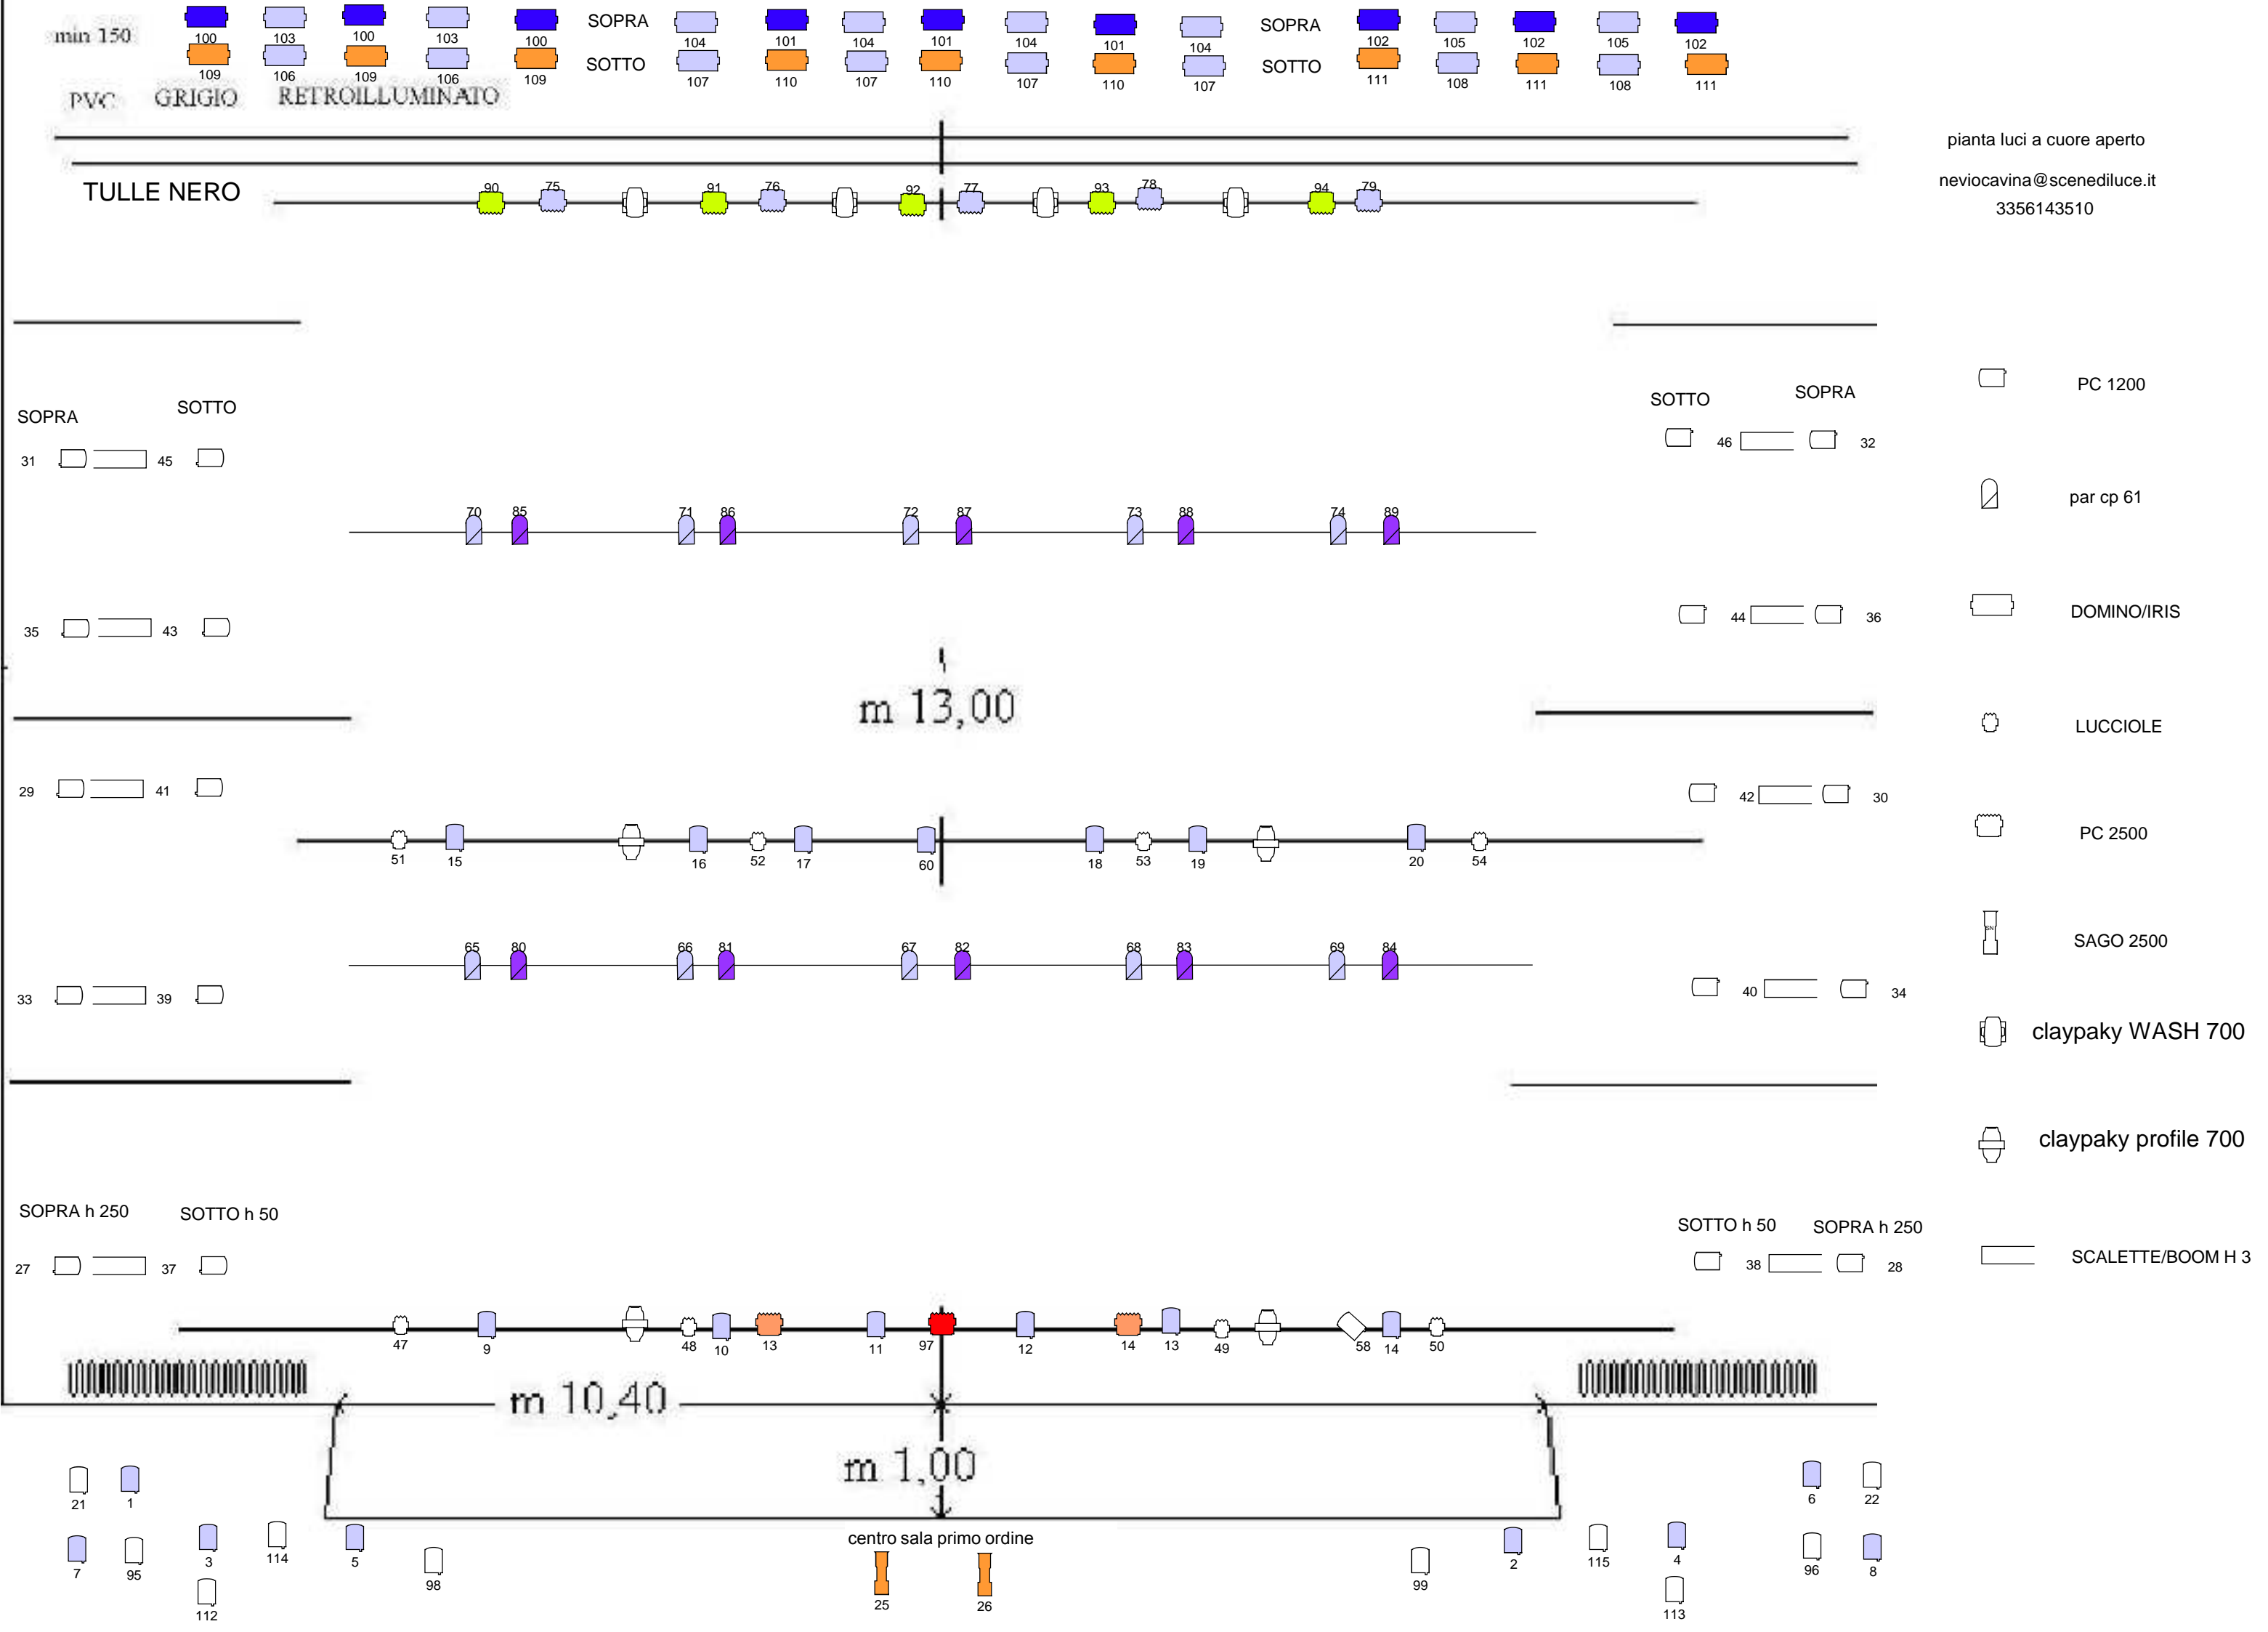 100 103 100 103 100 SOPRA 104 101 104 101 104 101 104 SOPRA 102 105 102 105 102
min 150
109 106 109 106 109 SOTTO 107 110 107 110 107 110 107 SOTTO 111 108 111 108 111
PVC GRIGIO RETROILLUMINATO
pianta luci a cuore aperto
neviocavina@scenediluce.it
3356143510
TULLE NERO
90 75 91 76 92 77 93 78 94 79
SOPRA SOTTO SOTTO SOPRA
PC 1200
31 45 46 32
par cp 61
70 85 71 86 72 87 73 88 74 89
35 43 44 36
DOMINO/IRIS
m 13,00
LUCCIOLE
29 41 42 30
PC 2500
51 15 16 52 17 60 18 53 19 20 54
SAGO 2500
65 80 66 81 67 82 68 83 69 84
33 39 40 34
claypaky WASH 700
claypaky profile 700
SOPRA h 250 SOTTO h 50 SOTTO h 50 SOPRA h 250
27 37 38 28
SCALETTE/BOOM H 3
47 9 48 10 13 11 97 12 14 13 49 58 14 50
m 10,40
m 1,00
21 1 6 22
centro sala primo ordine
7 95 3 114 5 98 25 26 99 2 115 4 96 8
112 113